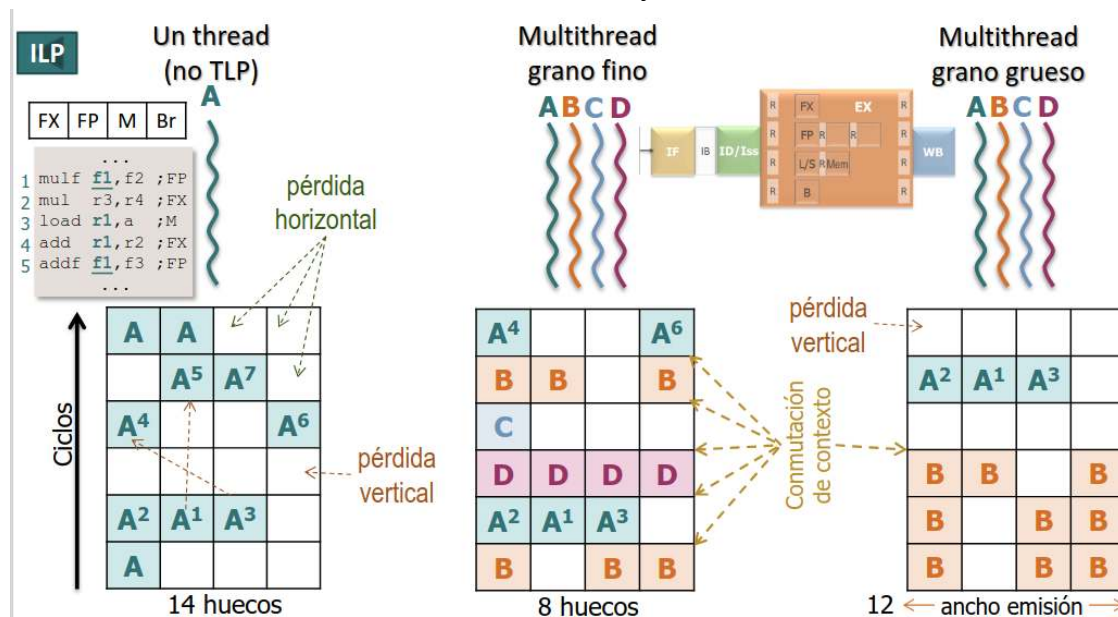 ILP
Un thread
(no TLP)
A
FX FP M Br
...
1 mulf f1,f2 ;FP
2 mul r3,r4 ;FX
3 load r1,a ;M
4 add r1,r2 ;FX
5 addf f1,f3 ;FP
...
pérdida
horizontal
Ciclos
A A
A5 A7
A4 A6
pérdida
vertical
A2 A1 A3
A
14 huecos
Multithread
grano fino
A B C D
IF IB ID/Iss
R FX EX R
R FP R R R
R L/S R Mem R
R B R
WB
A4 A6
B B B
C
D D D D
A2 A1 A3
B B B
8 huecos
Conmutación
de contexto
Multithread
grano grueso
A B C D
pérdida
vertical
A2 A1 A3
B B B
B B B
B B B
12 ancho emisión